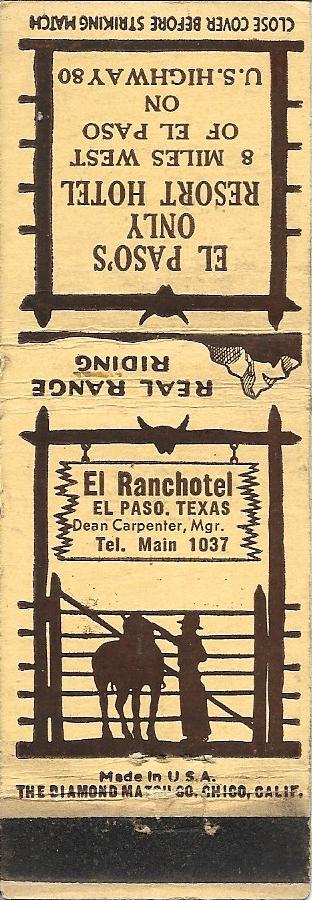 REAL RANGE
RIDING
EL PASO'S
ONLY
RESORT HOTEL
8 MILES WEST
OF EL PASO
ON
U.S. HIGHWAY 80
CLOSE COVER BEFORE STRIKING MATCH
El Ranchotel
EL PASO, TEXAS
Dean Carpenter, Mgr.
Tel. Main 1037
Made In U.S.A.
THE DIAMOND MATCH CO. CHICO, CALIF.